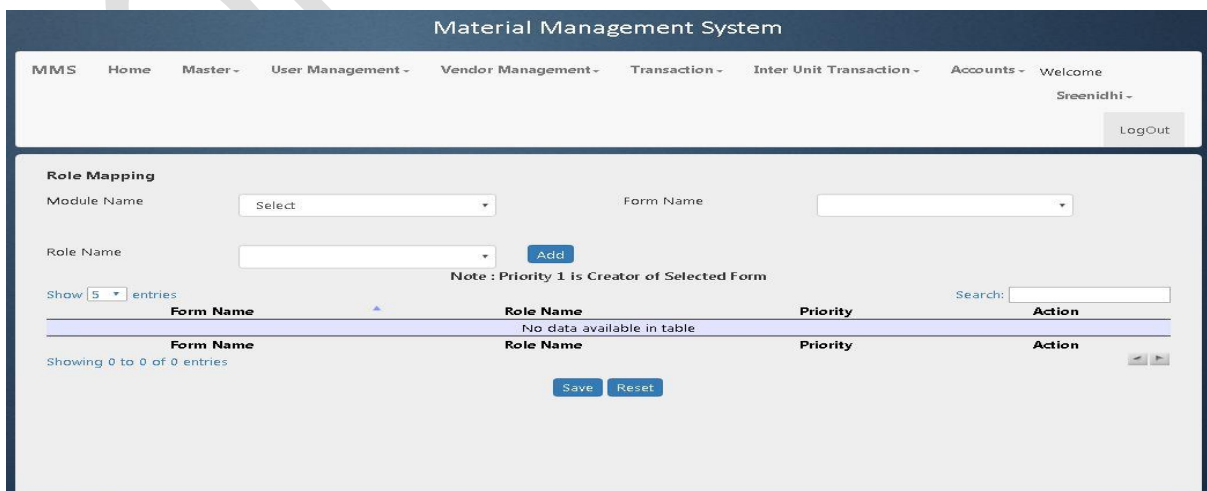 Material Management System
MMS Home Master User Management Vendor Management Transaction Inter Unit Transaction Accounts Welcome
Sreenidhi
LogOut
Role Mapping
Module Name Select Form Name
Role Name Add
Note : Priority 1 is Creator of Selected Form
Show 5 entries Search:
Form Name Role Name Priority Action
No data available in table
Form Name Role Name Priority Action
Showing 0 to 0 of 0 entries
Save Reset